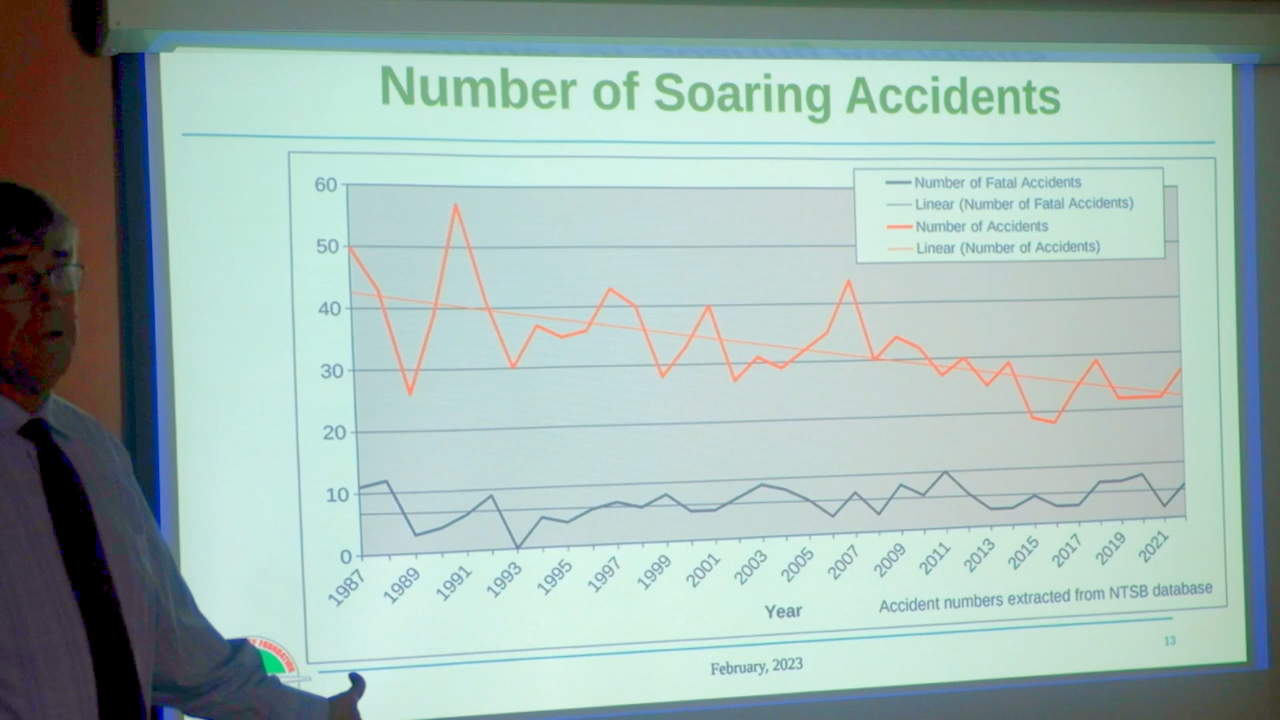 Number of Soaring Accidents
Number of Fatal Accidents
Linear (Number of Fatal Accidents)
Number of Accidents
Linear (Number of Accidents)
60
50
40
30
20
10
0
1987 1989 1991 1993 1995 1997 1999 2001 2003 2005 2007 2009 2011 2013 2015 2017 2019 2021
Year
Accident numbers extracted from NTSB database
FOUNDATION
February, 2023
13